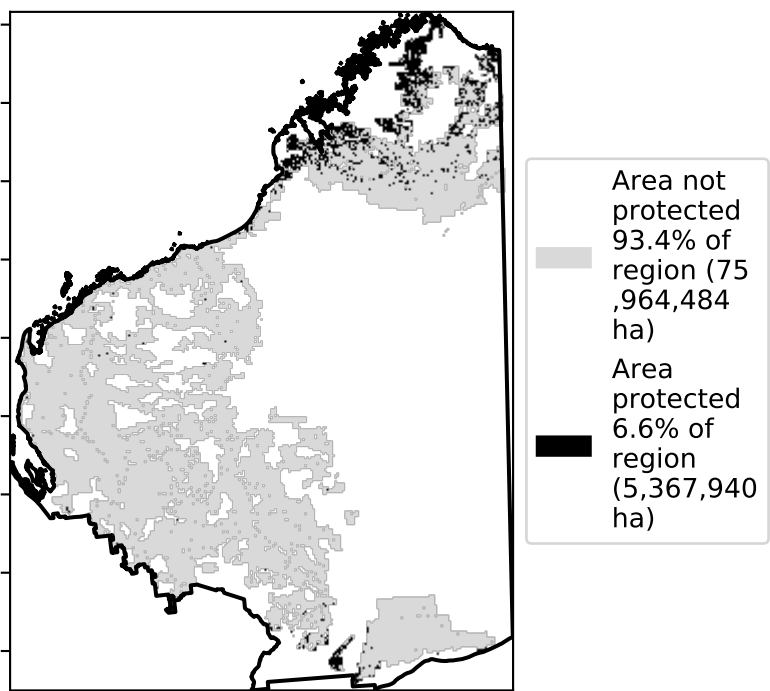 Area not
protected
93.4% of
region (75
,964,484
ha)
Area
protected
6.6% of
region
(5,367,940
ha)